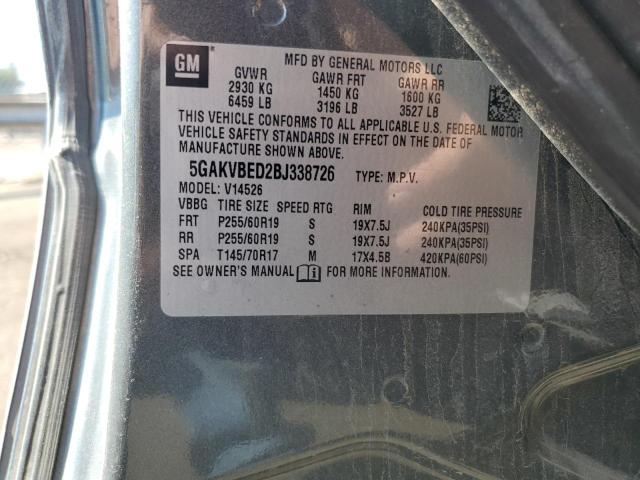 GM
MFD BY GENERAL MOTORS LLC
GVWR GAWR FRT GAWR RR
2930 KG 1450 KG 1600 KG
6459 LB 3196 LB 3527 LB
THIS VEHICLE CONFORMS TO ALL APPLICABLE U.S. FEDERAL MOTOR
VEHICLE SAFETY STANDARDS IN EFFECT ON THE DATE OF
MANUFACTURE SHOWN ABOVE.
5GAKVBED2BJ338726 TYPE: M.P.V.
MODEL: V14526
VBBG TIRE SIZE SPEED RTG RIM COLD TIRE PRESSURE
FRT P255/60R19 S 19X7.5J 240KPA(35PSI)
RR P255/60R19 S 19X7.5J 240KPA(35PSI)
SPA T145/70R17 M 17X4.5B 420KPA(60PSI)
SEE OWNER'S MANUAL FOR MORE INFORMATION.